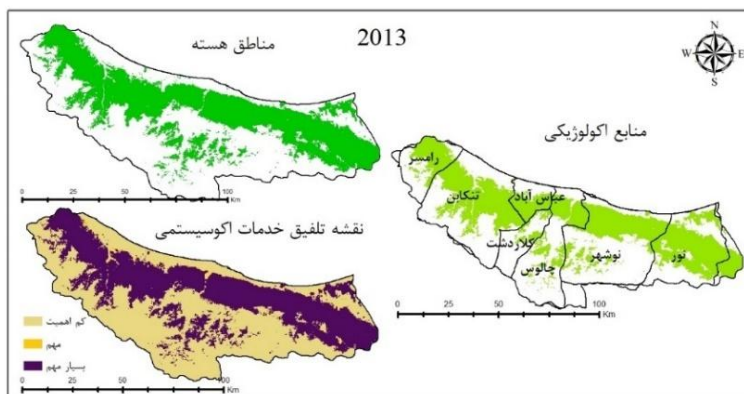 2013
مناطق هسته
0 25 50 100
Km
N
W E
S
منابع اکولوژیکی
رامسر
تنکابن
عباس آباد
کلاردشت
چالوس
نوشهر
نور
0 25 50 100
Km
نقشه تلفیق خدمات اکوسیستمی
کم اهمیت
مهم
بسیار مهم
0 25 50 100
Km